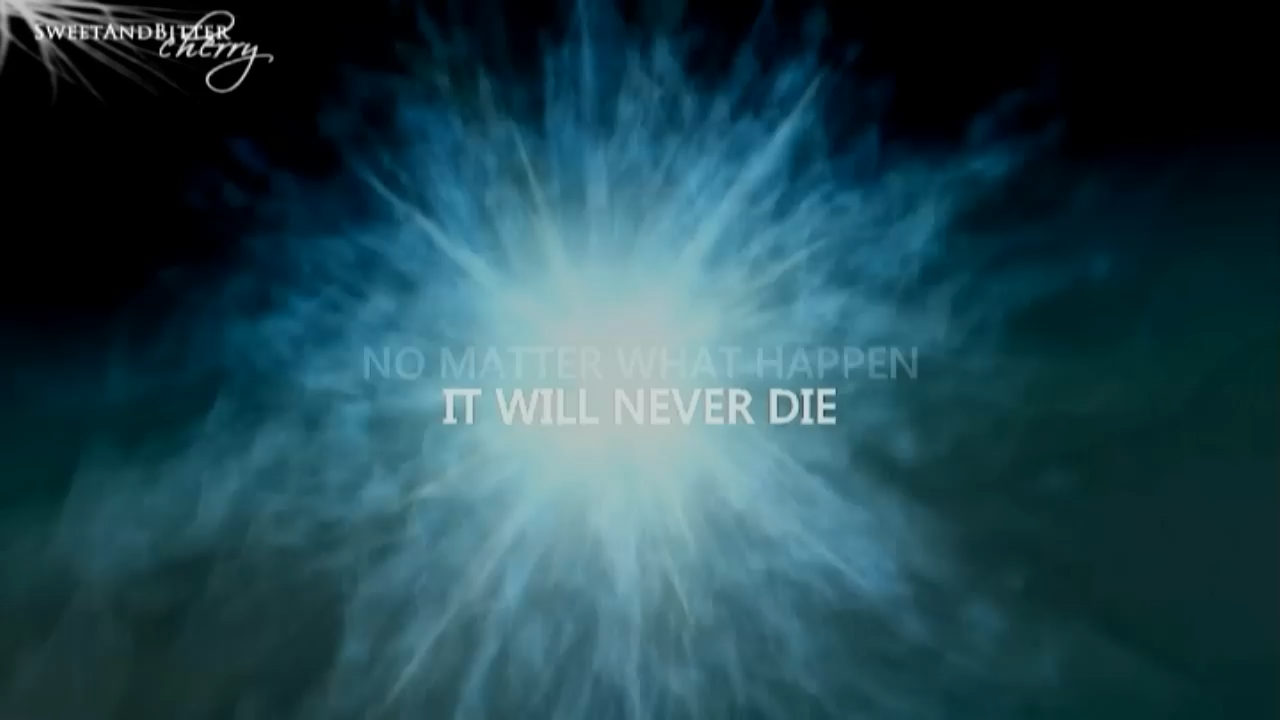 SWEETANDBITTER
cherry
NO MATTER WHAT HAPPEN
IT WILL NEVER DIE